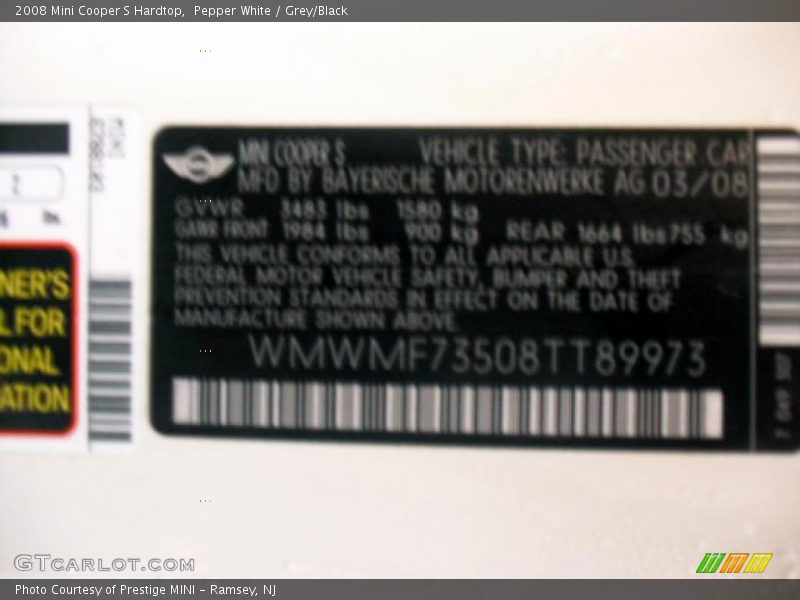 2008 Mini Cooper S Hardtop, Pepper White / Grey/Black
MINI COOPER S VEHICLE TYPE: PASSENGER CAR
MFD BY BAYERISCHE MOTORENWERKE AG 03/08
GVWR 3483 lbs 1580 kg
GAWR FRONT 1984 lbs 900 kg REAR 1664 lbs 755 kg
THIS VEHICLE CONFORMS TO ALL APPLICABLE U.S.
FEDERAL MOTOR VEHICLE SAFETY, BUMPER AND THEFT
PREVENTION STANDARDS IN EFFECT ON THE DATE OF
MANUFACTURE SHOWN ABOVE.
WMWMF73508TT89973
NER'S
L FOR
ONAL
ATION
GTCARLOT.COM
Photo Courtesy of Prestige MINI - Ramsey, NJ